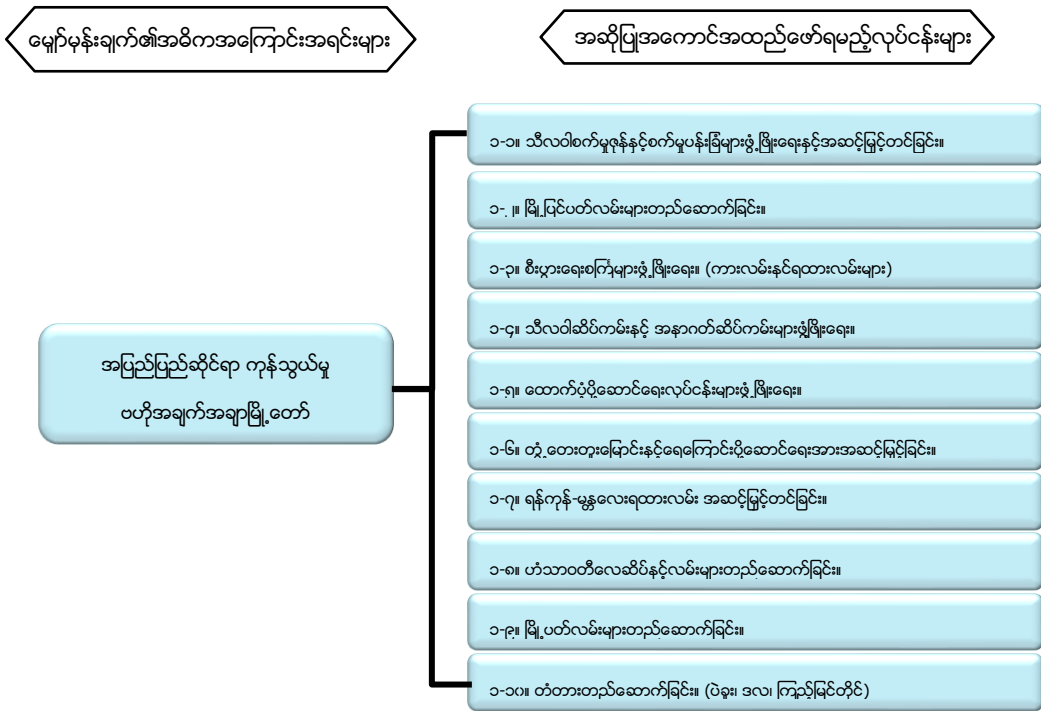 မျှော်မှန်းချက်၏အဓိကအကြောင်းအရင်းများ
အဆိုပြုအကောင်အထည်ဖော်ရမည့်လုပ်ငန်းများ
အပြည်ပြည်ဆိုင်ရာ ကုန်သွယ်မှု
ဗဟိုအချက်အချာမြို့တော်
၁-၁။ သီလဝါစက်မှုဇုန်နှင့်စက်မှုပန်းခြံများဖွံ့ဖြိုးရေးနှင့်အဆင့်မြှင့်တင်ခြင်း။
၁-၂။ မြို့ပြင်ပတ်လမ်းများတည်ဆောက်ခြင်း။
၁-၃။ စီးပွားရေးစင်္ကြံများဖွံ့ဖြိုးရေး။ (ကားလမ်းနှင်ရထားလမ်းများ)
၁-၄။ သီလဝါဆိပ်ကမ်းနှင့် အနာဂတ်ဆိပ်ကမ်းများဖွံ့ဖြိုးရေး။
၁-၅။ ထောက်ပံ့ပို့ဆောင်ရေးလုပ်ငန်းများဖွံ့ဖြိုးရေး။
၁-၆။ တွံတေးတူးမြောင်းနှင့်ရေကြောင်းပို့ဆောင်ရေးအားအဆင့်မြှင့်ခြင်း။
၁-၇။ ရန်ကုန်-မန္တလေးရထားလမ်း အဆင့်မြှင့်တင်ခြင်း။
၁-၈။ ဟံသာဝတီလေဆိပ်နှင့်လမ်းများတည်ဆောက်ခြင်း။
၁-၉။ မြို့ပတ်လမ်းများတည်ဆောက်ခြင်း။
၁-၁၀။ တံတားတည်ဆောက်ခြင်း။ (ပဲခူး၊ ဒလ၊ ကြည့်မြင်တိုင်)